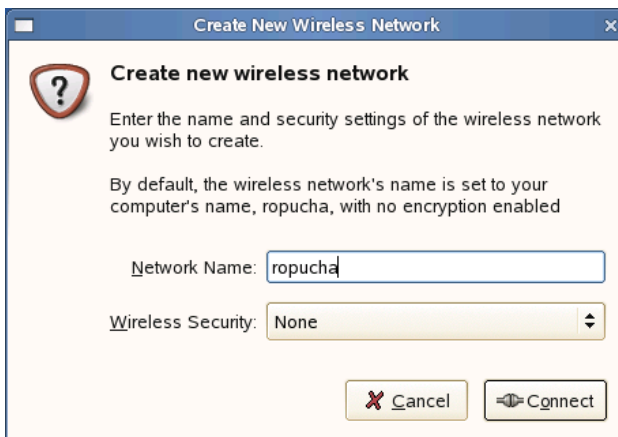 Create New Wireless Network
Create new wireless network
Enter the name and security settings of the wireless network
you wish to create.
By default, the wireless network's name is set to your
computer's name, ropucha, with no encryption enabled
Network Name: ropucha
Wireless Security: None
Cancel Connect